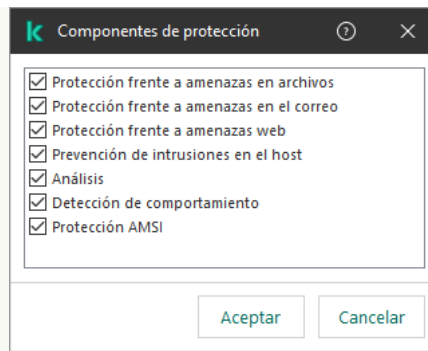 Componentes de protección
Protección frente a amenazas en archivos
Protección frente a amenazas en el correo
Protección frente a amenazas web
Prevención de intrusiones en el host
Análisis
Detección de comportamiento
Protección AMSI
Aceptar
Cancelar